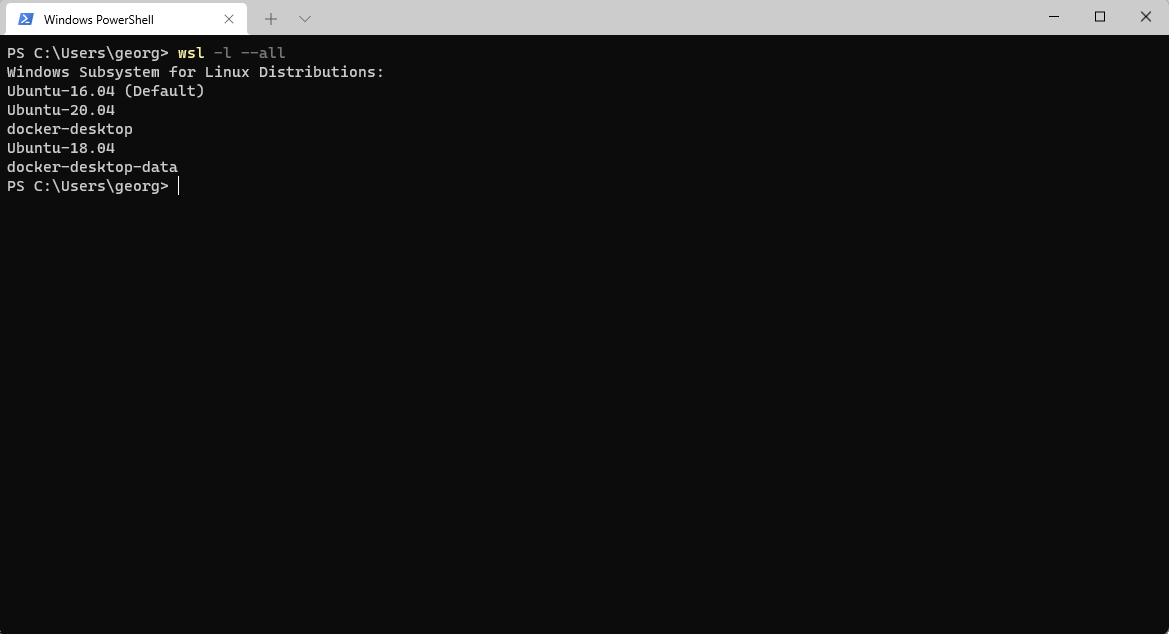 Windows PowerShell
PS C:\Users\georg> wsl -l --all
Windows Subsystem for Linux Distributions:
Ubuntu-16.04 (Default)
Ubuntu-20.04
docker-desktop
Ubuntu-18.04
docker-desktop-data
PS C:\Users\georg>